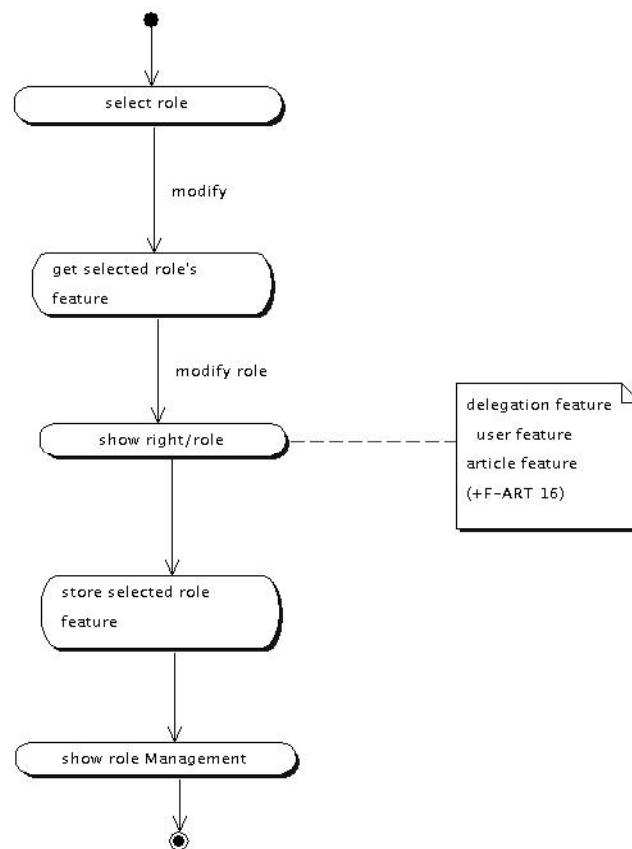 select role
modify
get selected role's
feature
modify role
show right/role
delegation feature
user feature
article feature
(+F-ART 16)
store selected role
feature
show role Management